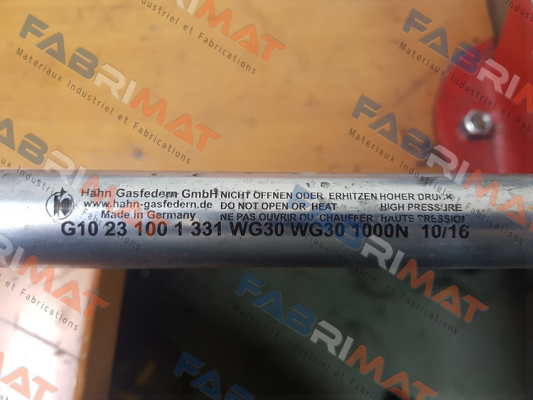 Hahn Gasfedern GmbH NICHT ÖFFNEN ODER ERHITZEN HOHER DRUCK
www.hahn-gasfedern.de DO NOT OPEN OR HEAT HIGH PRESSURE
Made in Germany NE PAS OUVRIR OU CHAUFFER HAUTE PRESSION
G10 23 100 1 331 WG30 WG30 1000N 10/16
FABRIMAT
Materiaux Industriel et Fabrications